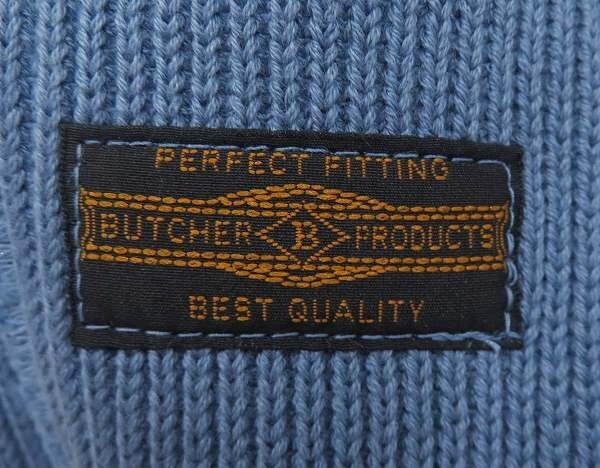 PERFECT FITTING
BUTCHER B PRODUCTS
BEST QUALITY